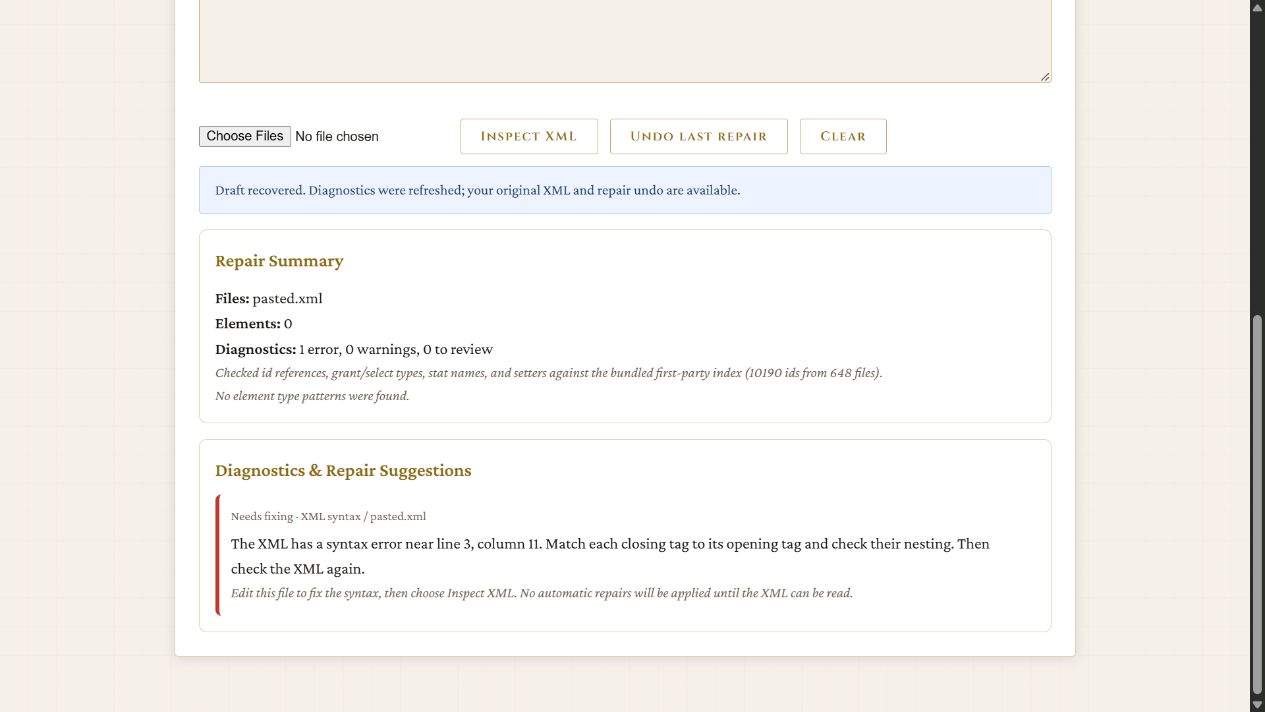 Choose Files No file chosen
INSPECT XML
UNDO LAST REPAIR
CLEAR
Draft recovered. Diagnostics were refreshed; your original XML and repair undo are available.
Repair Summary
Files: pasted.xml
Elements: 0
Diagnostics: 1 error, 0 warnings, 0 to review
Checked id references, grant/select types, stat names, and setters against the bundled first-party index (10190 ids from 648 files).
No element type patterns were found.
Diagnostics & Repair Suggestions
Needs fixing · XML syntax / pasted.xml
The XML has a syntax error near line 3, column 11. Match each closing tag to its opening tag and check their nesting. Then
check the XML again.
Edit this file to fix the syntax, then choose Inspect XML. No automatic repairs will be applied until the XML can be read.